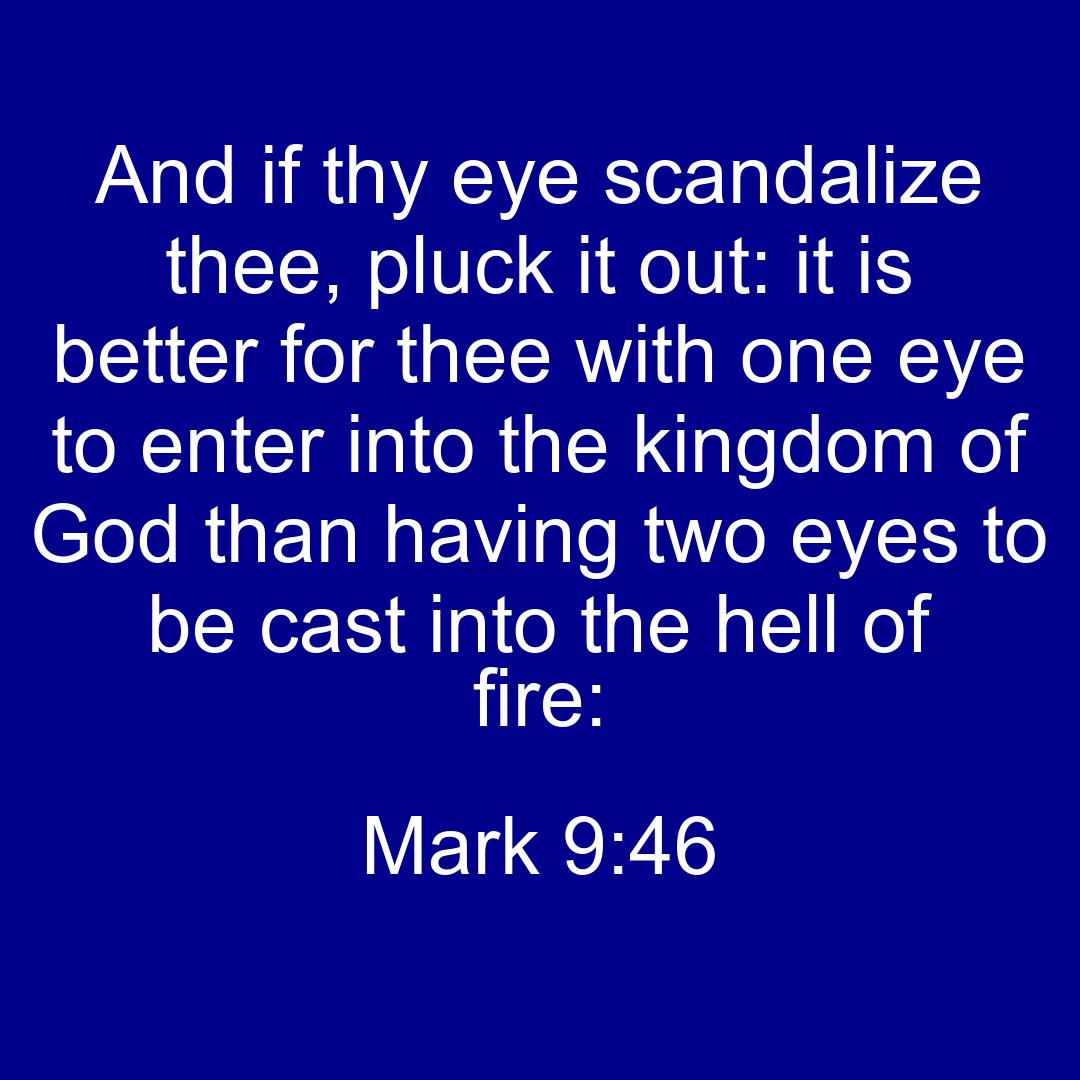 And if thy eye scandalize
thee, pluck it out: it is
better for thee with one eye
to enter into the kingdom of
God than having two eyes to
be cast into the hell of
fire:
Mark 9:46